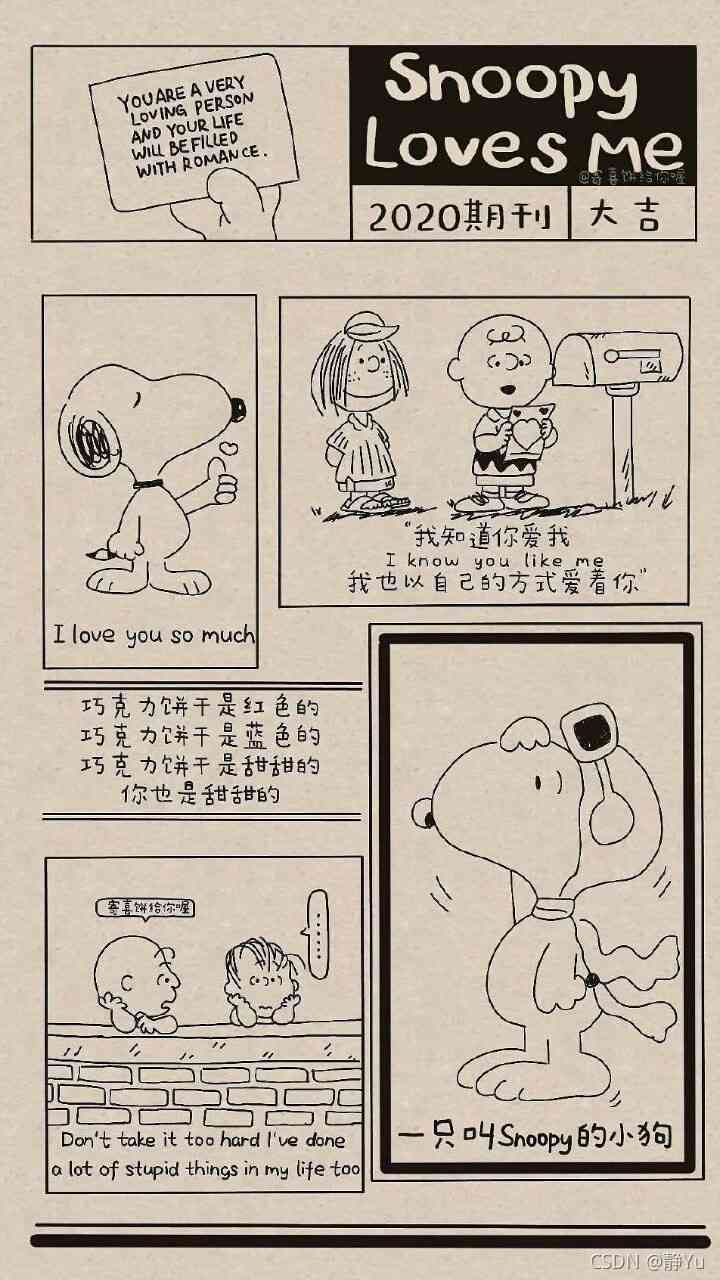 YOU ARE A VERY
LOVING PERSON
AND YOUR LIFE
WILL BE FILLED
WITH ROMANCE.
Snoopy
Loves Me
@寄喜饼给你喔
2020期刊
大吉
I love you so much
"我知道你爱我
I know you like me
我也以自己的方式爱着你"
巧克力饼干是红色的
巧克力饼干是蓝色的
巧克力饼干是甜甜的
你也是甜甜的
寄喜饼给你喔
......
Don't take it too hard I've done
a lot of stupid things in my life too
一只叫Snoopy的小狗
CSDN @静Yu